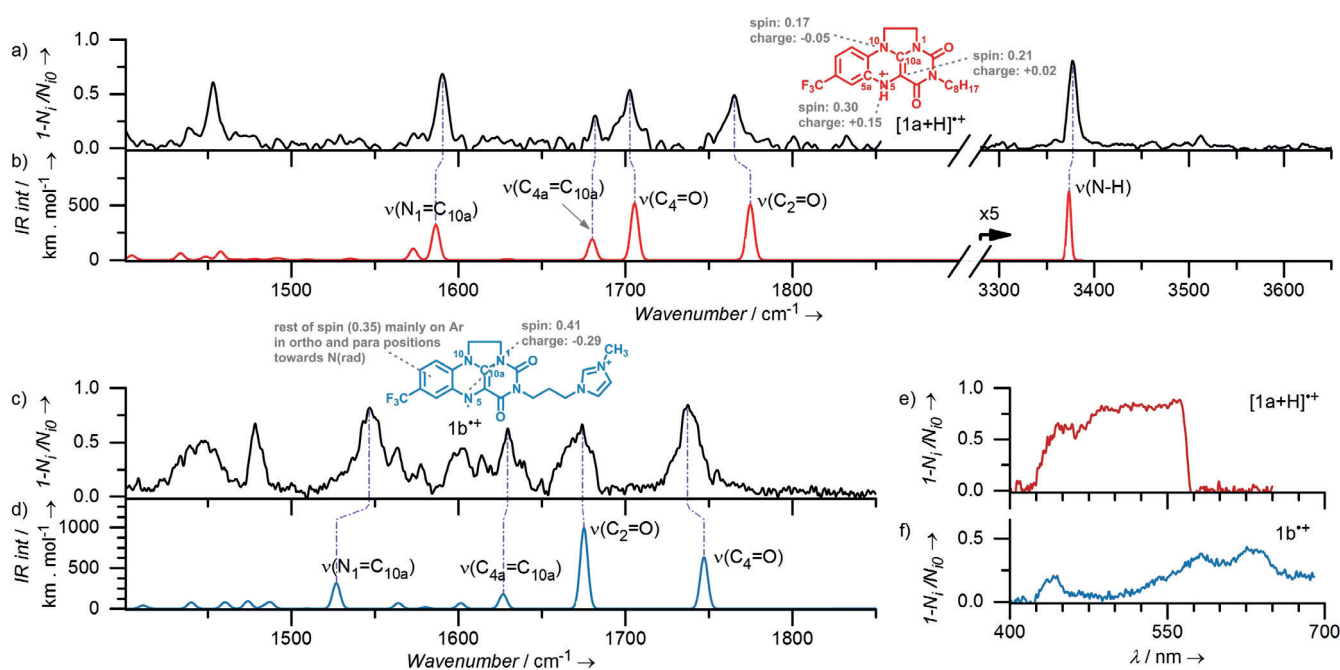 a)
1.0
0.5
0.0
1-Nᵢ/Nᵢ₀ →
spin: 0.17
charge: -0.05
10
N
N
1
O
10a
C
spin: 0.21
charge: +0.02
F₃C
5a
+•
N
5
H
N
C₈H₁₇
O
spin: 0.30
charge: +0.15
[1a+H]•+
b)
500
0
IR int / km . mol⁻¹ →
ν(N₁=C₁₀ₐ)
ν(C₄ₐ=C₁₀ₐ)
ν(C₄=O)
ν(C₂=O)
x5
ν(N-H)
1500
1600
1700
1800
3300
3400
3500
3600
Wavenumber / cm⁻¹ →
c)
1.0
0.5
0.0
1-Nᵢ/Nᵢ₀ →
rest of spin (0.35) mainly on Ar
in ortho and para positions
towards N(rad)
spin: 0.41
charge: -0.29
10
N
N
1
O
C
10a
F₃C
N
5
•
N
O
N
N
+
CH₃
1b•+
d)
1000
500
0
IR int / km . mol⁻¹ →
ν(N₁=C₁₀ₐ)
ν(C₄ₐ=C₁₀ₐ)
ν(C₂=O)
ν(C₄=O)
1500
1600
1700
1800
Wavenumber / cm⁻¹ →
e)
1.0
0.5
0.0
1-Nᵢ/Nᵢ₀ →
[1a+H]•+
f)
0.5
0.0
1-Nᵢ/Nᵢ₀ →
1b•+
400
550
700
λ / nm →